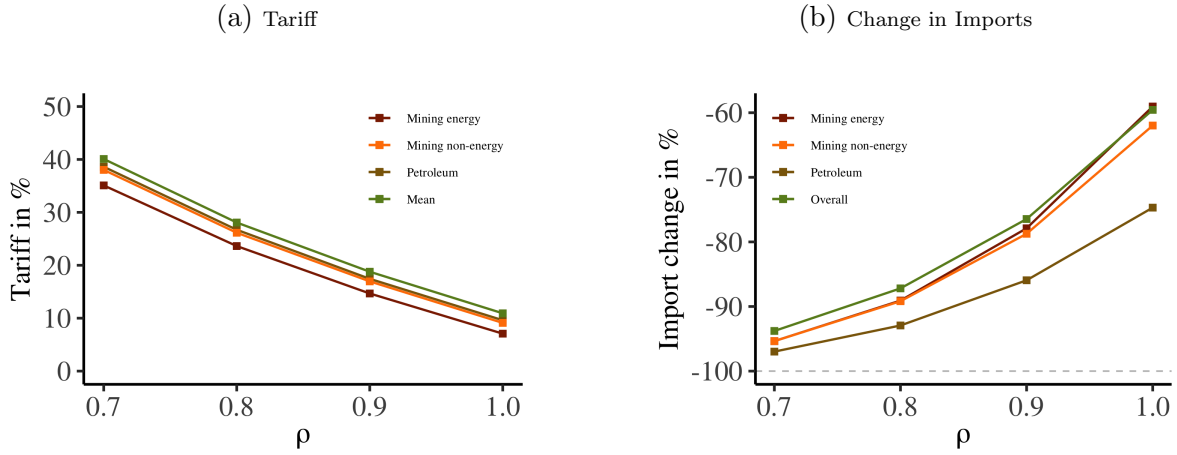 (a) Tariff
50
40
30
20
10
0
Tariff in %
0.7 0.8 0.9 1.0
ρ
Mining energy
Mining non-energy
Petroleum
Mean
(b) Change in Imports
-60
-70
-80
-90
-100
Import change in %
0.7 0.8 0.9 1.0
ρ
Mining energy
Mining non-energy
Petroleum
Overall